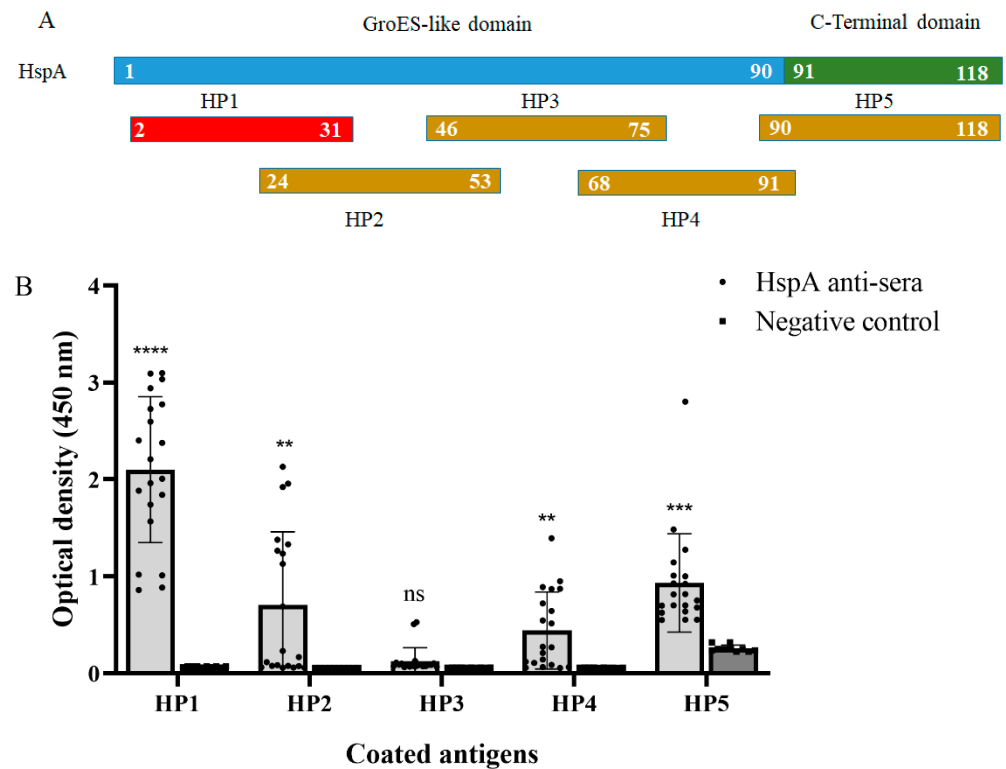 A
GroES-like domain
C-Terminal domain
HspA
1
90
91
118
HP1
HP3
HP5
2
31
46
75
90
118
24
53
68
91
HP2
HP4
B
HspA anti-sera
Negative control
Optical density (450 nm)
4
3
2
1
0
****
**
ns
**
***
HP1
HP2
HP3
HP4
HP5
Coated antigens